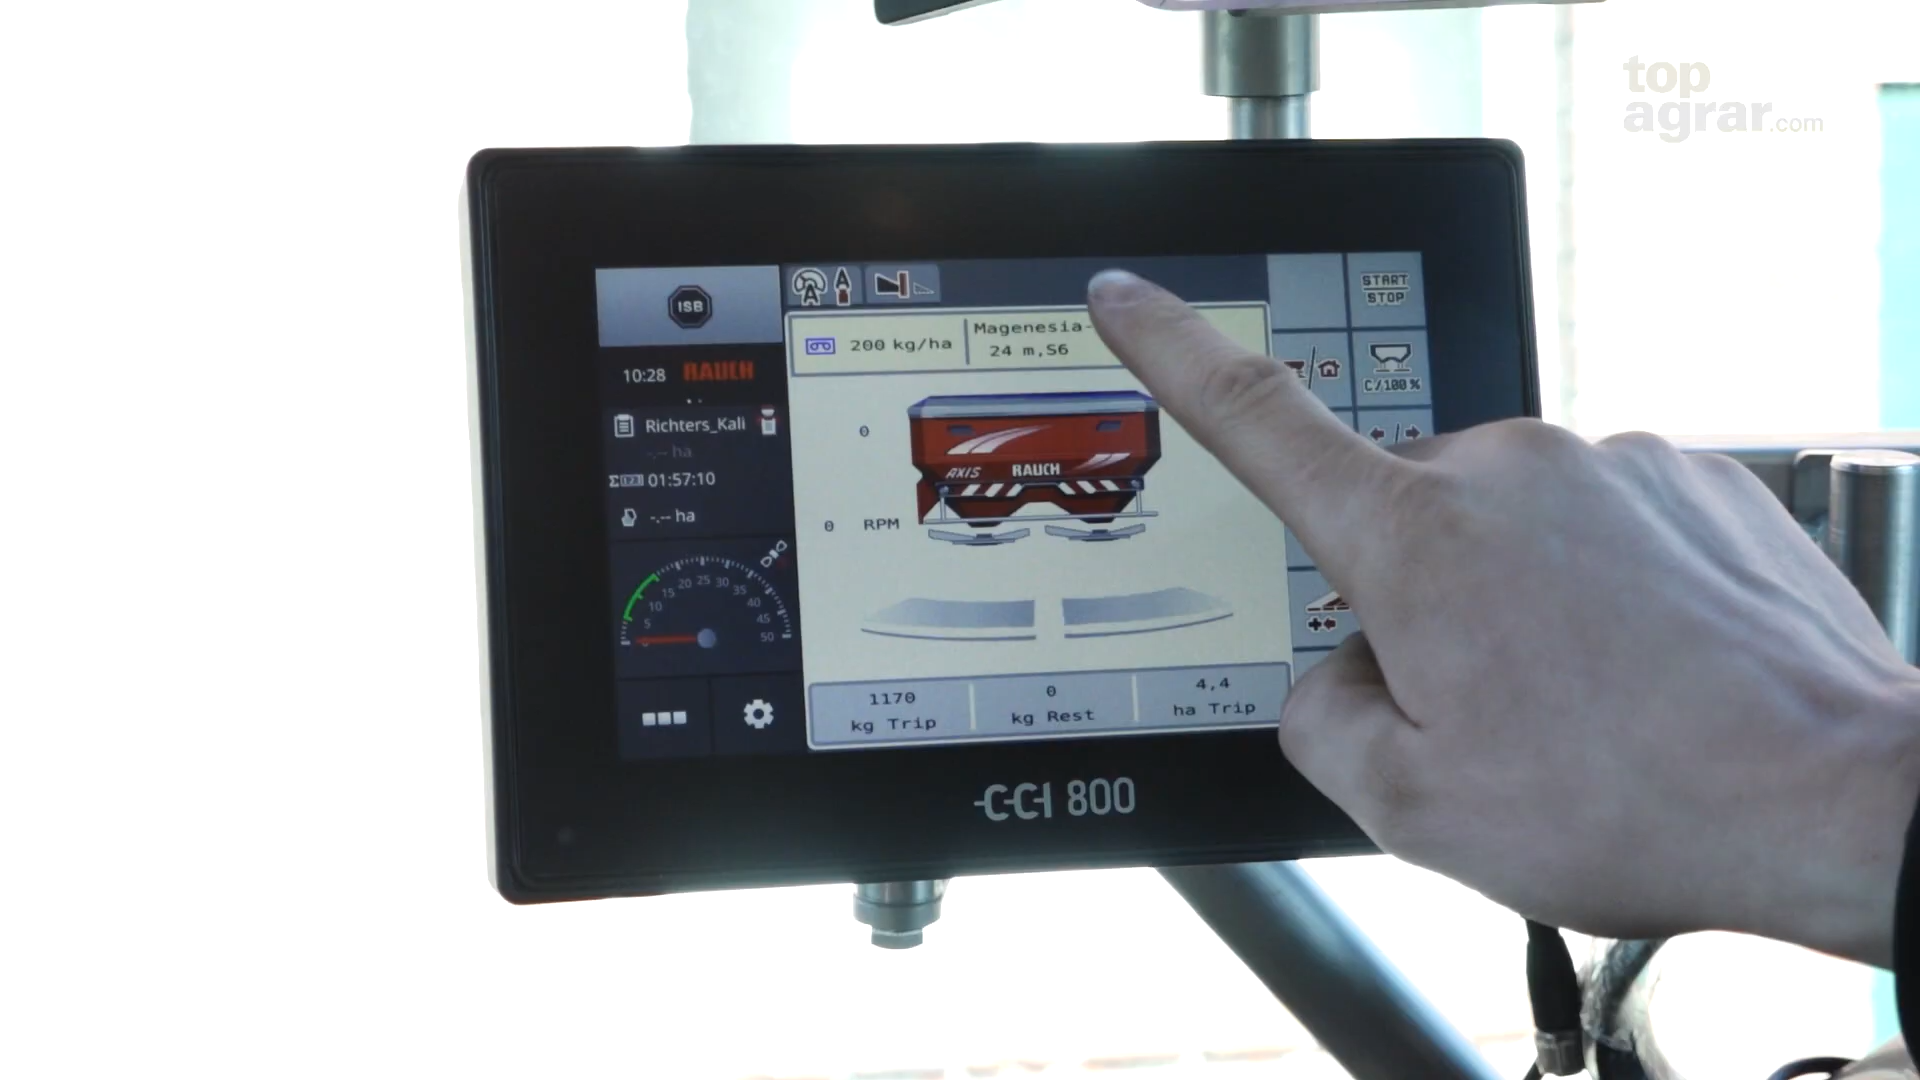 top
agrar.com
ISB
START
STOP
200 kg/ha
Magenesia-
24 m,S6
C/100%
10:28
RAUCH
Richters_Kali
-.-- ha
Σ 123 01:57:10
-.-- ha
0
AXIS RAUCH
0 RPM
5 10 15 20 25 30 35 40 45 50
1170
kg Trip
0
kg Rest
4,4
ha Trip
CCI 800